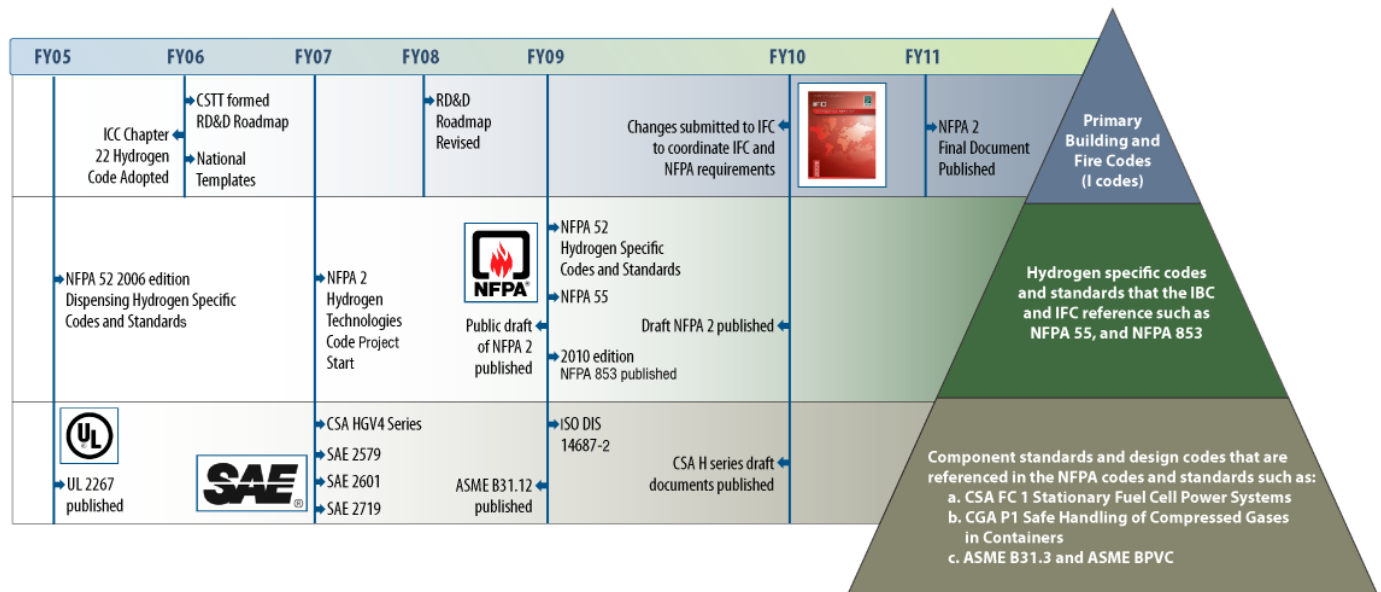 FY05
FY06
FY07
FY08
FY09
FY10
FY11
ICC Chapter
22 Hydrogen
Code Adopted
CSTT formed
RD&D Roadmap
National
Templates
RD&D
Roadmap
Revised
Changes submitted to IFC
to coordinate IFC and
NFPA requirements
NFPA 2
Final Document
Published
Primary
Building and
Fire Codes
(I codes)
NFPA 52 2006 edition
Dispensing Hydrogen Specific
Codes and Standards
NFPA 2
Hydrogen
Technologies
Code Project
Start
NFPA®
Public draft
of NFPA 2
published
NFPA 52
Hydrogen Specific
Codes and Standards
NFPA 55
2010 edition
NFPA 853 published
Draft NFPA 2 published
Hydrogen specific codes
and standards that the IBC
and IFC reference such as
NFPA 55, and NFPA 853
UL
UL 2267
published
SAE®
CSA HGV4 Series
SAE 2579
SAE 2601
SAE 2719
ASME B31.12
published
ISO DIS
14687-2
CSA H series draft
documents published
Component standards and design codes that are
referenced in the NFPA codes and standards such as:
a. CSA FC 1 Stationary Fuel Cell Power Systems
b. CGA P1 Safe Handling of Compressed Gases
in Containers
c. ASME B31.3 and ASME BPVC